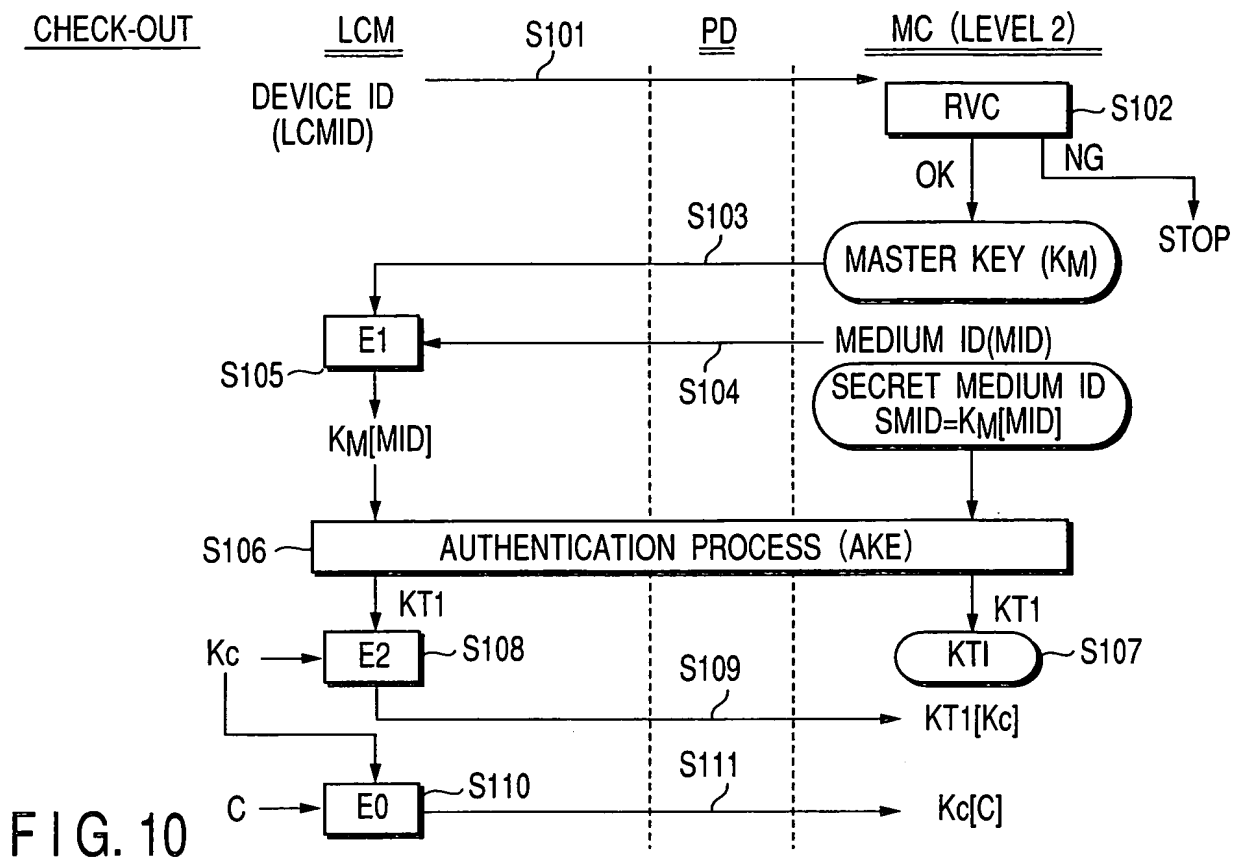 CHECK-OUT
LCM
S101
PD
MC (LEVEL 2)
DEVICE ID
(LCMID)
RVC
S102
OK
NG
STOP
S103
MASTER KEY (KM)
E1
S105
MEDIUM ID(MID)
S104
SECRET MEDIUM ID
SMID=KM[MID]
KM[MID]
S106
AUTHENTICATION PROCESS (AKE)
KT1
KT1
Kc
E2
S108
S109
KTI
S107
KT1[Kc]
C
E0
S110
S111
Kc[C]
FIG. 10